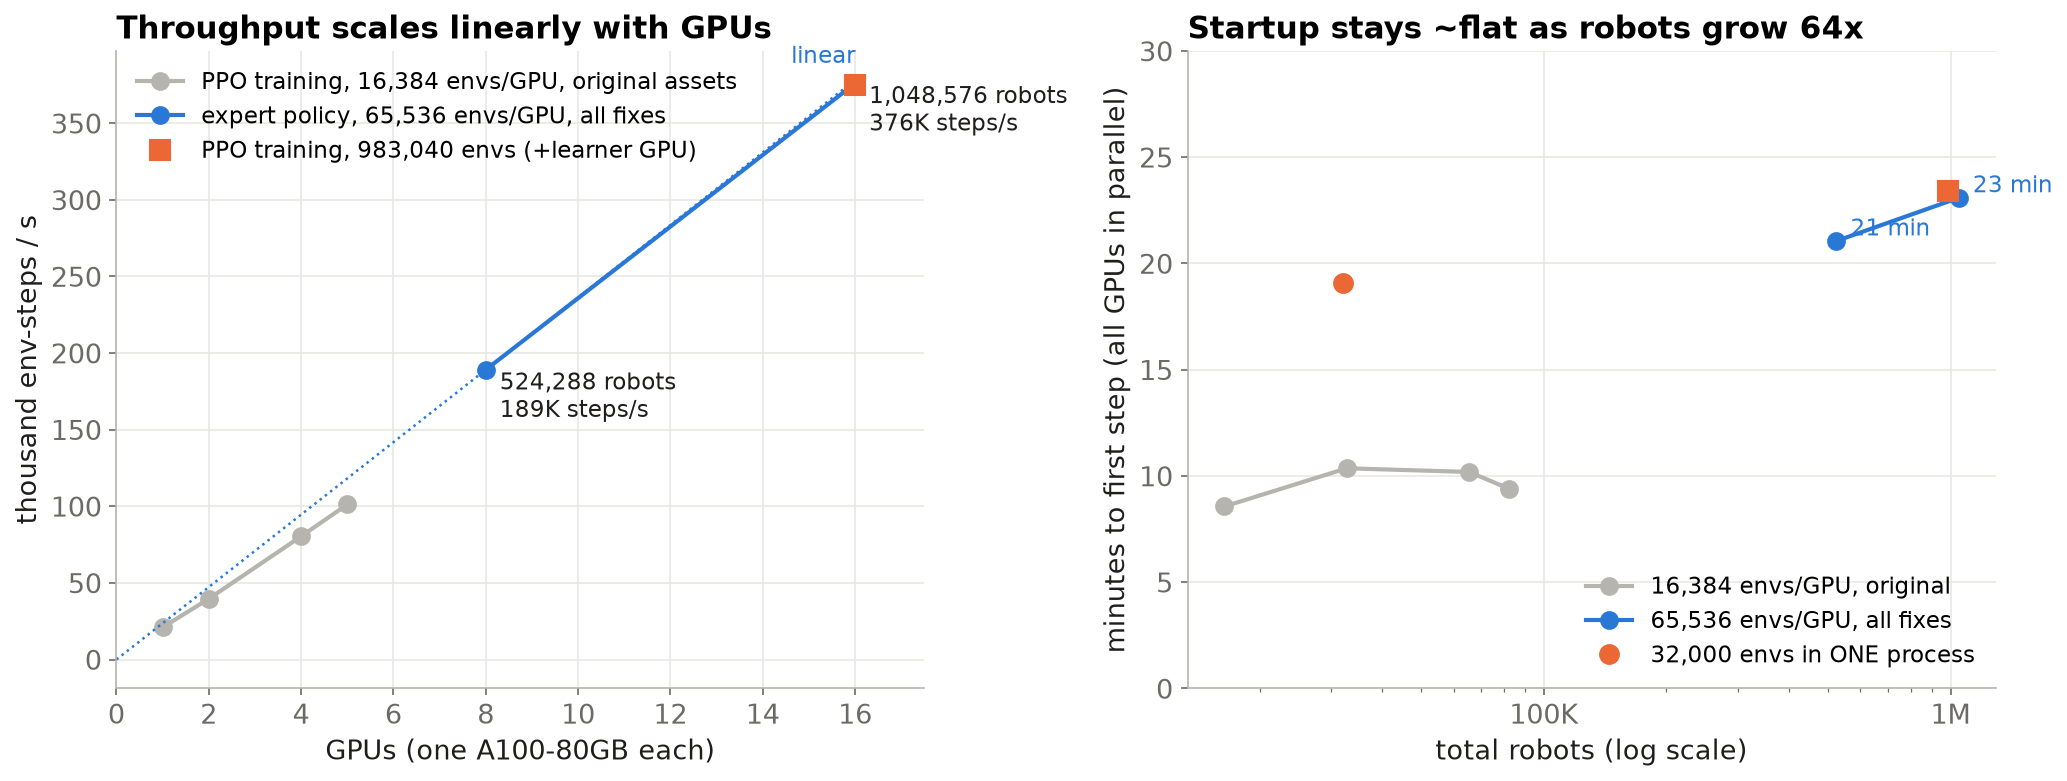 Throughput scales linearly with GPUs
linear
PPO training, 16,384 envs/GPU, original assets
expert policy, 65,536 envs/GPU, all fixes
PPO training, 983,040 envs (+learner GPU)
1,048,576 robots
376K steps/s
524,288 robots
189K steps/s
thousand env-steps / s
350
300
250
200
150
100
50
0
0 2 4 6 8 10 12 14 16
GPUs (one A100-80GB each)
Startup stays ~flat as robots grow 64x
minutes to first step (all GPUs in parallel)
30
25
20
15
10
5
0
23 min
21 min
16,384 envs/GPU, original
65,536 envs/GPU, all fixes
32,000 envs in ONE process
100K 1M
total robots (log scale)